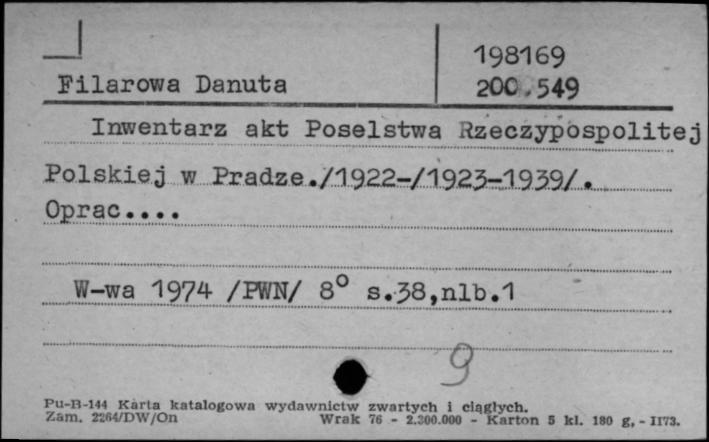 198169
Filarowa Danuta 200.549
Inwentarz akt Poselstwa Rzeczypospolitej
Polskiej w Pradze./1922-/1923-1939/.
Oprac....
W-wa 1974 /PWN/ 8° s.38,nlb.1
9
Pu-B-144 Karta katalogowa wydawnictw zwartych i ciągłych.
Zam. 2264/DW/On Wrak 76 - 2.300.000 - Karton 5 kl. 180 g, - II73.